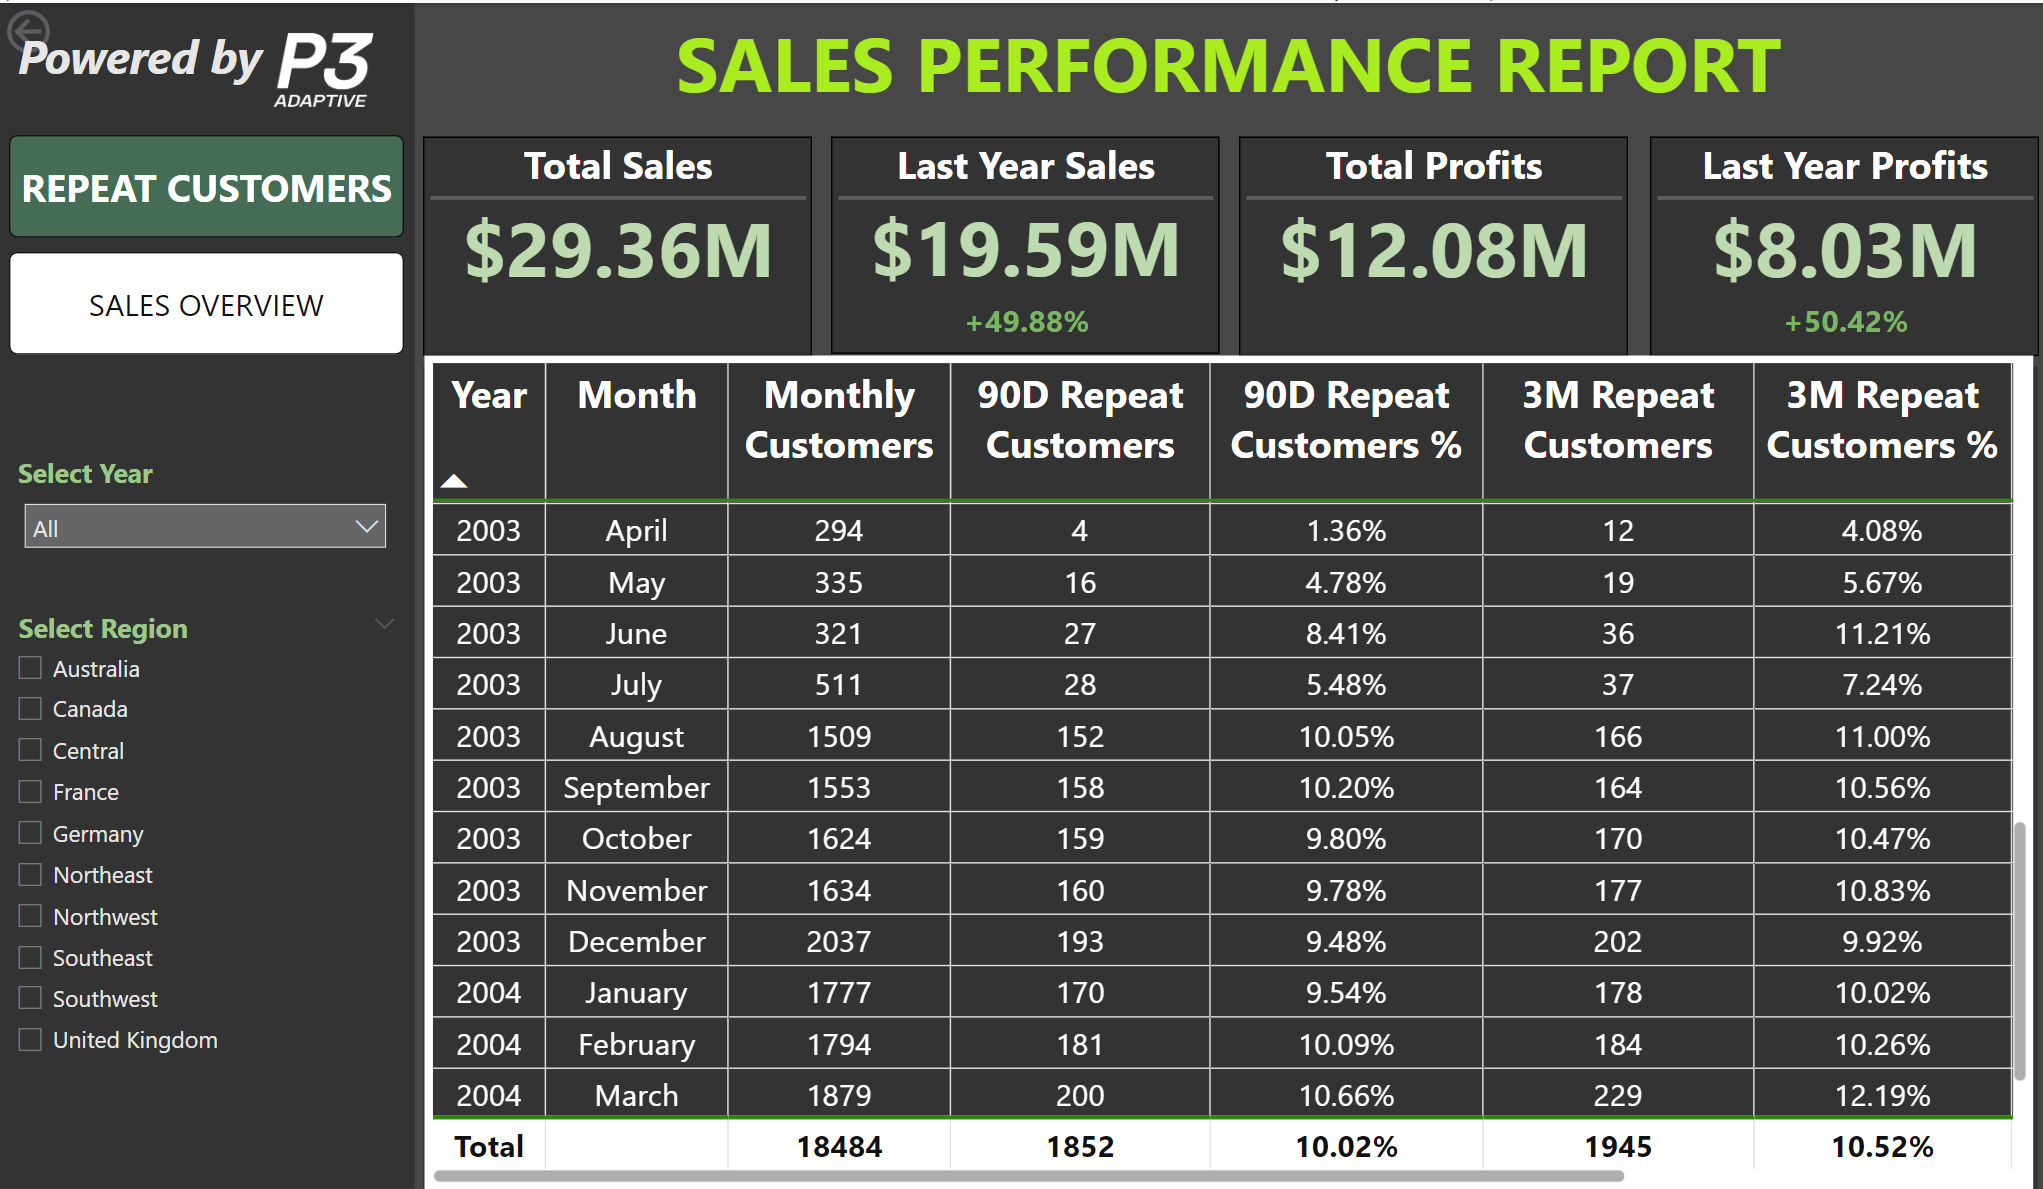 Powered by P3
ADAPTIVE
SALES PERFORMANCE REPORT
REPEAT CUSTOMERS
SALES OVERVIEW
Select Year
All
Select Region
Australia
Canada
Central
France
Germany
Northeast
Northwest
Southeast
Southwest
United Kingdom
Total Sales
$29.36M
Last Year Sales
$19.59M
+49.88%
Total Profits
$12.08M
Last Year Profits
$8.03M
+50.42%
Year Month Monthly Customers 90D Repeat Customers 90D Repeat Customers % 3M Repeat Customers 3M Repeat Customers %
2003 April 294 4 1.36% 12 4.08%
2003 May 335 16 4.78% 19 5.67%
2003 June 321 27 8.41% 36 11.21%
2003 July 511 28 5.48% 37 7.24%
2003 August 1509 152 10.05% 166 11.00%
2003 September 1553 158 10.20% 164 10.56%
2003 October 1624 159 9.80% 170 10.47%
2003 November 1634 160 9.78% 177 10.83%
2003 December 2037 193 9.48% 202 9.92%
2004 January 1777 170 9.54% 178 10.02%
2004 February 1794 181 10.09% 184 10.26%
2004 March 1879 200 10.66% 229 12.19%
Total 18484 1852 10.02% 1945 10.52%